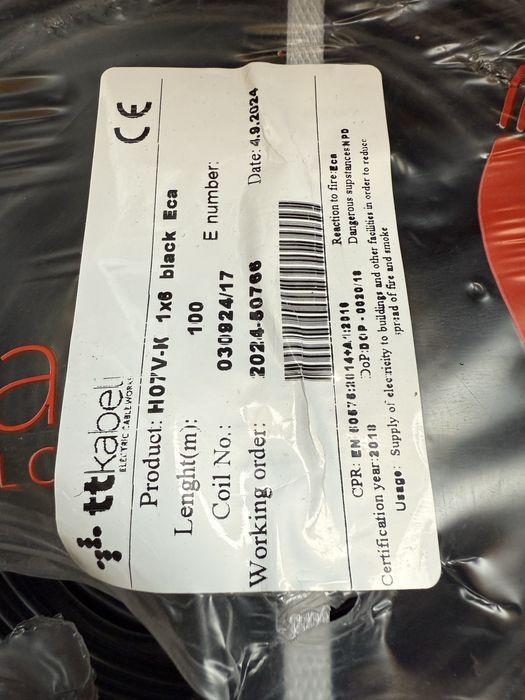 ttkabeli
ELECTRIC CABLE WORKS
CE
Product: H07V-K 1x6 black Eca
Lenght(m): 100
Coil No.: 030924/17 E number:
Working order: 2024-50766 Date: 4.9.2024
CPR: EN 50575:2014+A1:2016 Reaction to fire:Eca
Certification year:2018 DoP:DOP - 0020/18 Dangerous supstances NPD
Usage: Supply of electricity to buildings and other facilities in order to reduce
spread of fire and smoke